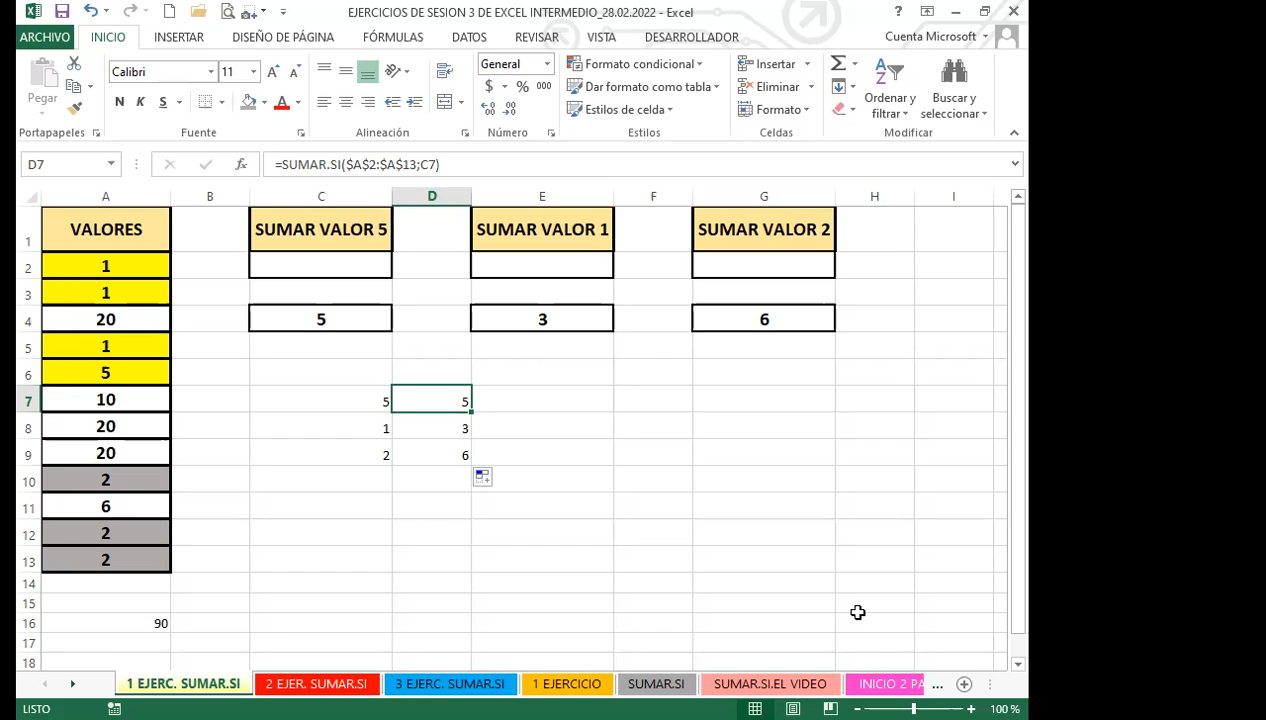 EJERCICIOS DE SESION 3 DE EXCEL INTERMEDIO_28.02.2022 - Excel
ARCHIVO INICIO INSERTAR DISEÑO DE PÁGINA FÓRMULAS DATOS REVISAR VISTA DESARROLLADOR Cuenta Microsoft
Pegar
Calibri 11
N K S
General
$ % 000
Formato condicional
Dar formato como tabla
Estilos de celda
Insertar
Eliminar
Formato
Ordenar y filtrar
Buscar y seleccionar
Portapapeles Fuente Alineación Número Estilos Celdas Modificar
D7 fx =SUMAR.SI($A$2:$A$13;C7)
A B C D E F G H I
1 VALORES SUMAR VALOR 5 SUMAR VALOR 1 SUMAR VALOR 2
2 1
3 1
4 20 5 3 6
5 1
6 5
7 10 5 5
8 20 1 3
9 20 2 6
10 2
11 6
12 2
13 2
14
15
16 90
17
18
1 EJERC. SUMAR.SI 2 EJER. SUMAR.SI 3 EJERC. SUMAR.SI 1 EJERCICIO SUMAR.SI SUMAR.SI.EL VIDEO INICIO 2 PA ...
LISTO 100 %